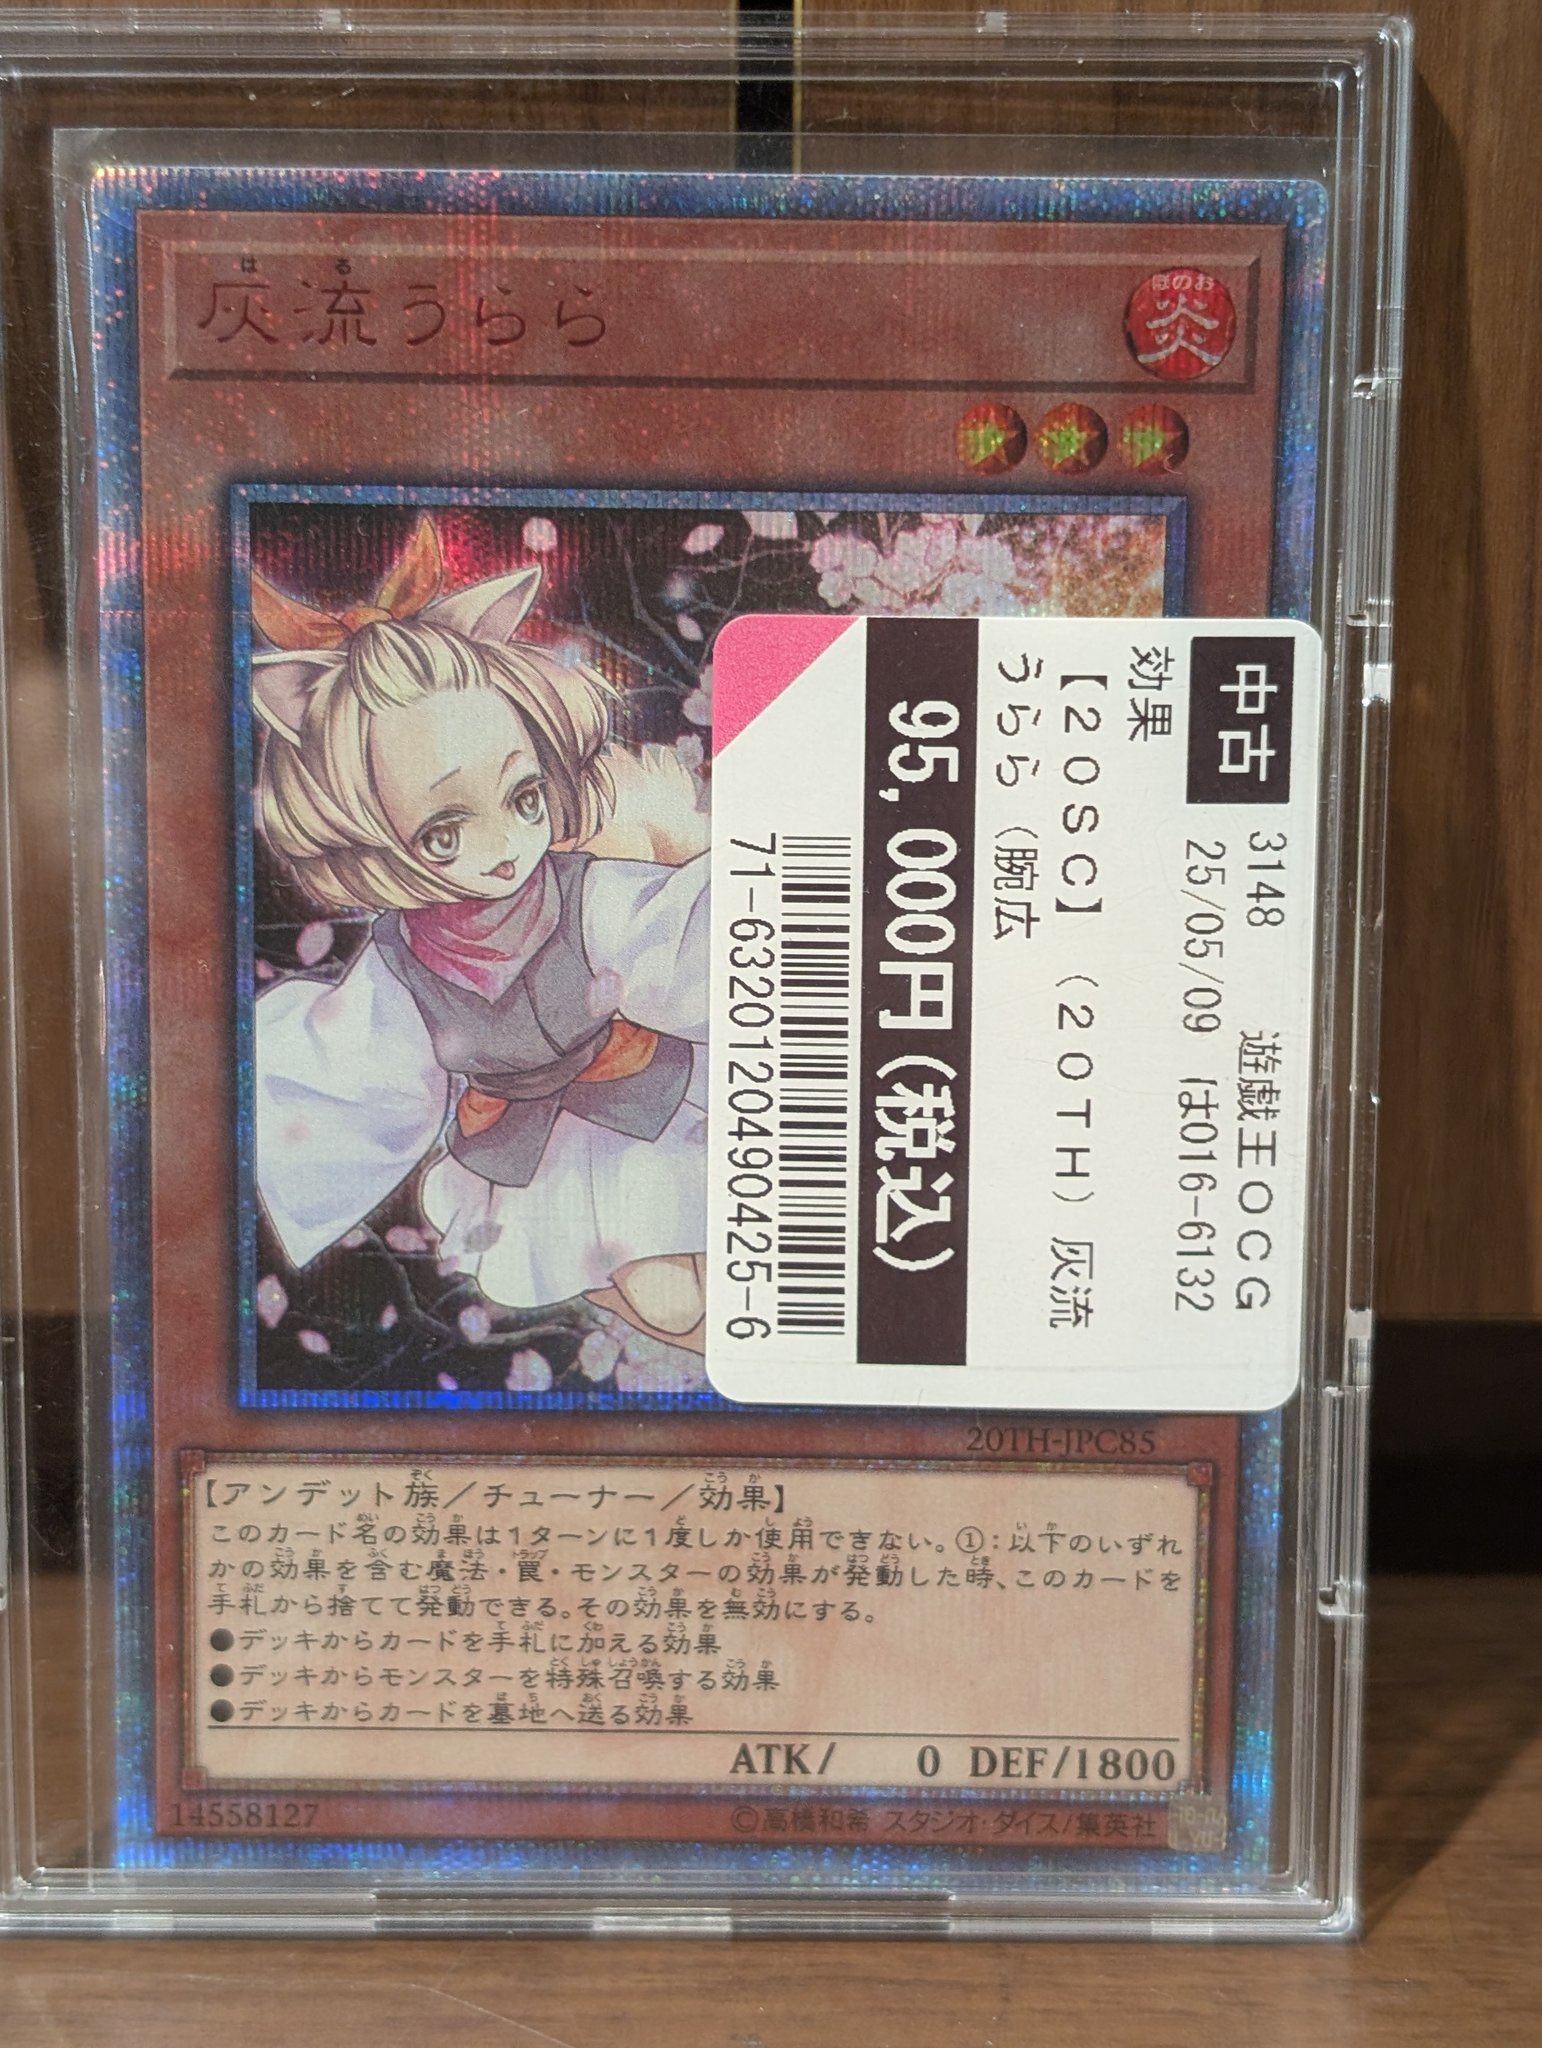 灰流うらら
はる
炎
ほのお
中古
3148 遊戯王OCG
25/05/09 は016-6132
効果
【20SC】(20TH)灰流
うらら(腕広
95,000円(税込)
71-632012049042​5-6
20TH-JPC85
【アンデット族/チューナー/効果】
このカード名の効果は1ターンに1度しか使用できない。①:以下のいずれ
かの効果を含む魔法・罠・モンスターの効果が発動した時、このカードを
手札から捨てて発動できる。その効果を無効にする。
●デッキからカードを手札に加える効果
●デッキからモンスターを特殊召喚する効果
●デッキからカードを墓地へ送る効果
ATK/ 0 DEF/1800
14558127
©高橋和希 スタジオ・ダイス/集英社